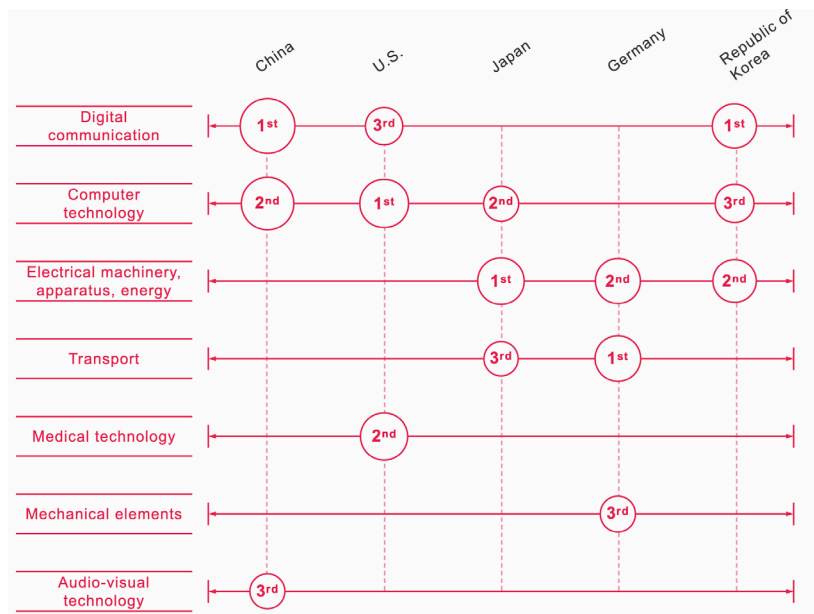 China
U.S.
Japan
Germany
Republic of
Korea
Digital
communication
1st
3rd
1st
Computer
technology
2nd
1st
2nd
3rd
Electrical machinery,
apparatus, energy
1st
2nd
2nd
Transport
3rd
1st
Medical technology
2nd
Mechanical elements
3rd
Audio-visual
technology
3rd